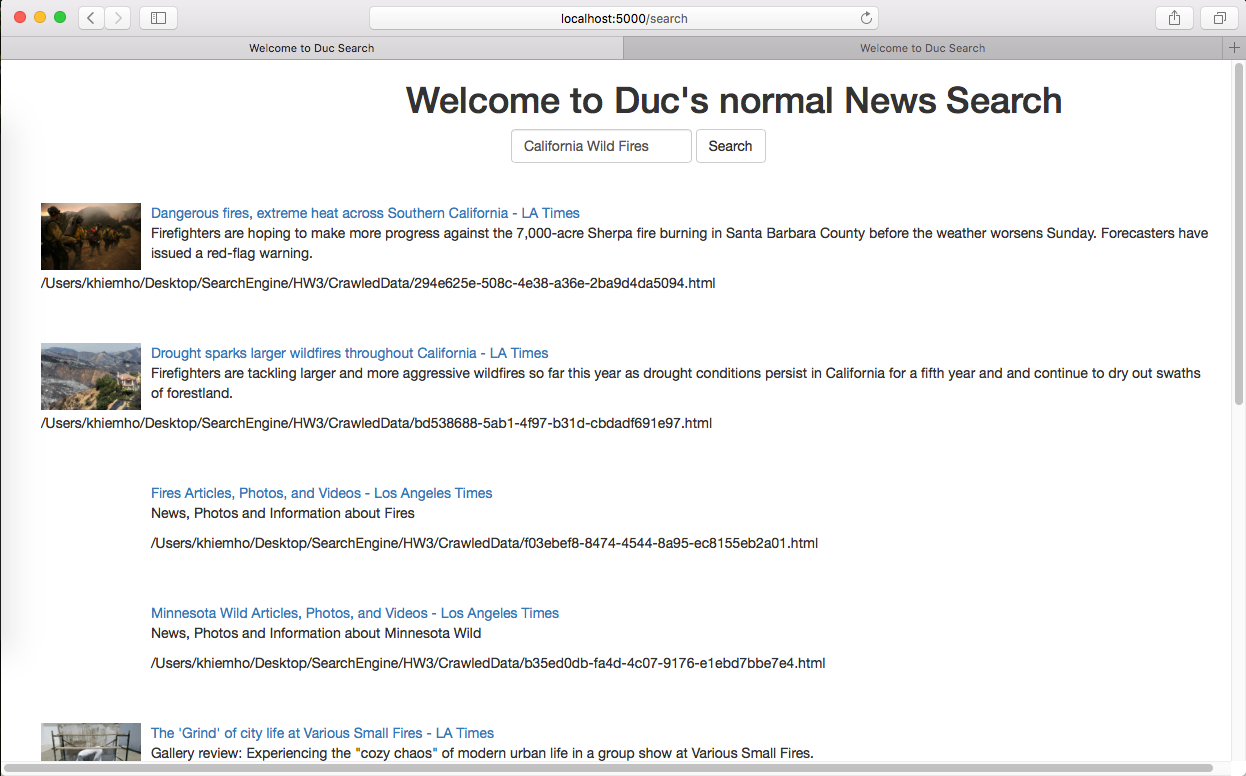 localhost:5000/search
Welcome to Duc Search
Welcome to Duc Search
Welcome to Duc's normal News Search
California Wild Fires
Search
Dangerous fires, extreme heat across Southern California - LA Times
Firefighters are hoping to make more progress against the 7,000-acre Sherpa fire burning in Santa Barbara County before the weather worsens Sunday. Forecasters have
issued a red-flag warning.
/Users/khiemho/Desktop/SearchEngine/HW3/CrawledData/294e625e-508c-4e38-a36e-2ba9d4da5094.html
Drought sparks larger wildfires throughout California - LA Times
Firefighters are tackling larger and more aggressive wildfires so far this year as drought conditions persist in California for a fifth year and and continue to dry out swaths
of forestland.
/Users/khiemho/Desktop/SearchEngine/HW3/CrawledData/bd538688-5ab1-4f97-b31d-cbdadf691e97.html
Fires Articles, Photos, and Videos - Los Angeles Times
News, Photos and Information about Fires
/Users/khiemho/Desktop/SearchEngine/HW3/CrawledData/f03ebef8-8474-4544-8a95-ec8155eb2a01.html
Minnesota Wild Articles, Photos, and Videos - Los Angeles Times
News, Photos and Information about Minnesota Wild
/Users/khiemho/Desktop/SearchEngine/HW3/CrawledData/b35ed0db-fa4d-4c07-9176-e1ebd7bbe7e4.html
The 'Grind' of city life at Various Small Fires - LA Times
Gallery review: Experiencing the "cozy chaos" of modern urban life in a group show at Various Small Fires.